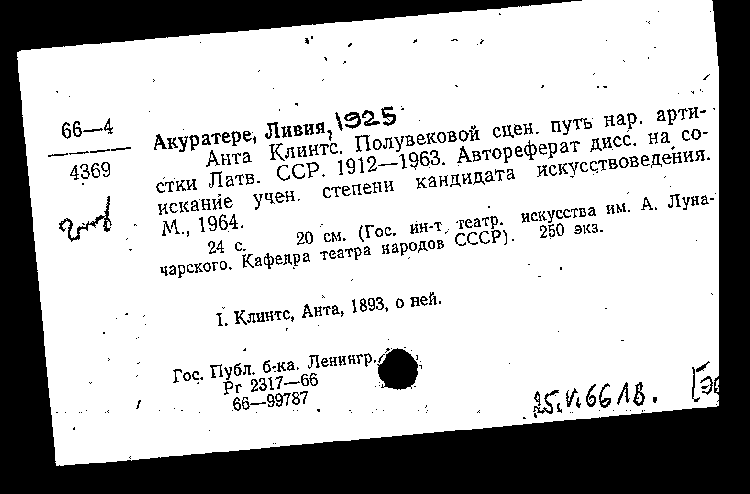 66—4
4369
Акуратере, Ливия, 1925
Анта Клинтс. Полувековой сцен. путь нар. арти-
стки Латв. ССР. 1912—1963. Автореферат дисс. на со-
искание учен. степени кандидата искусствоведения.
М., 1964.
24 с. 20 см. (Гос. ин-т театр. искусства им. А. Луна-
чарского. Кафедра театра народов СССР). 250 экз.
I. Клинтс, Анта, 1893, о ней.
Гос. Публ. б-ка. Ленингр.
Рг 2317—66
66—99787
25.V.66 18.